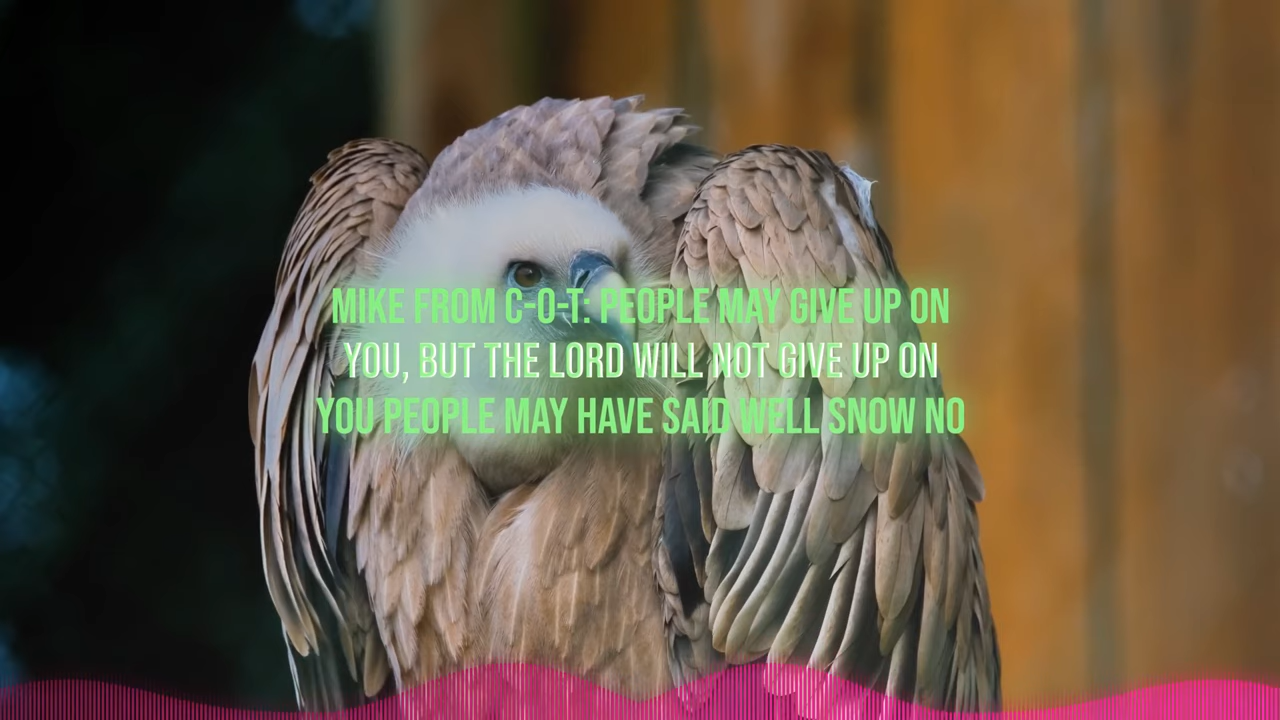 MIKE FROM C-O-T: PEOPLE MAY GIVE UP ON
YOU, BUT THE LORD WILL NOT GIVE UP ON
YOU PEOPLE MAY HAVE SAID WELL SNOW NO